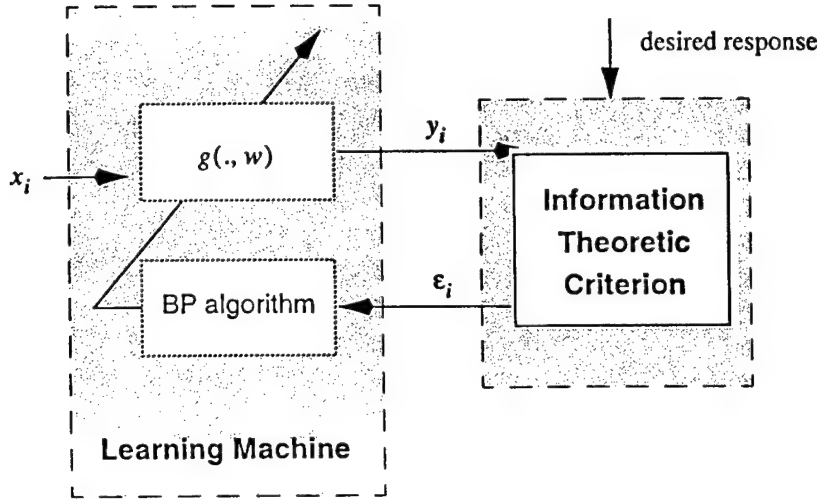 desired response
g(., w)
y_i
x_i
Information
Theoretic
Criterion
BP algorithm
ε_i
Learning Machine